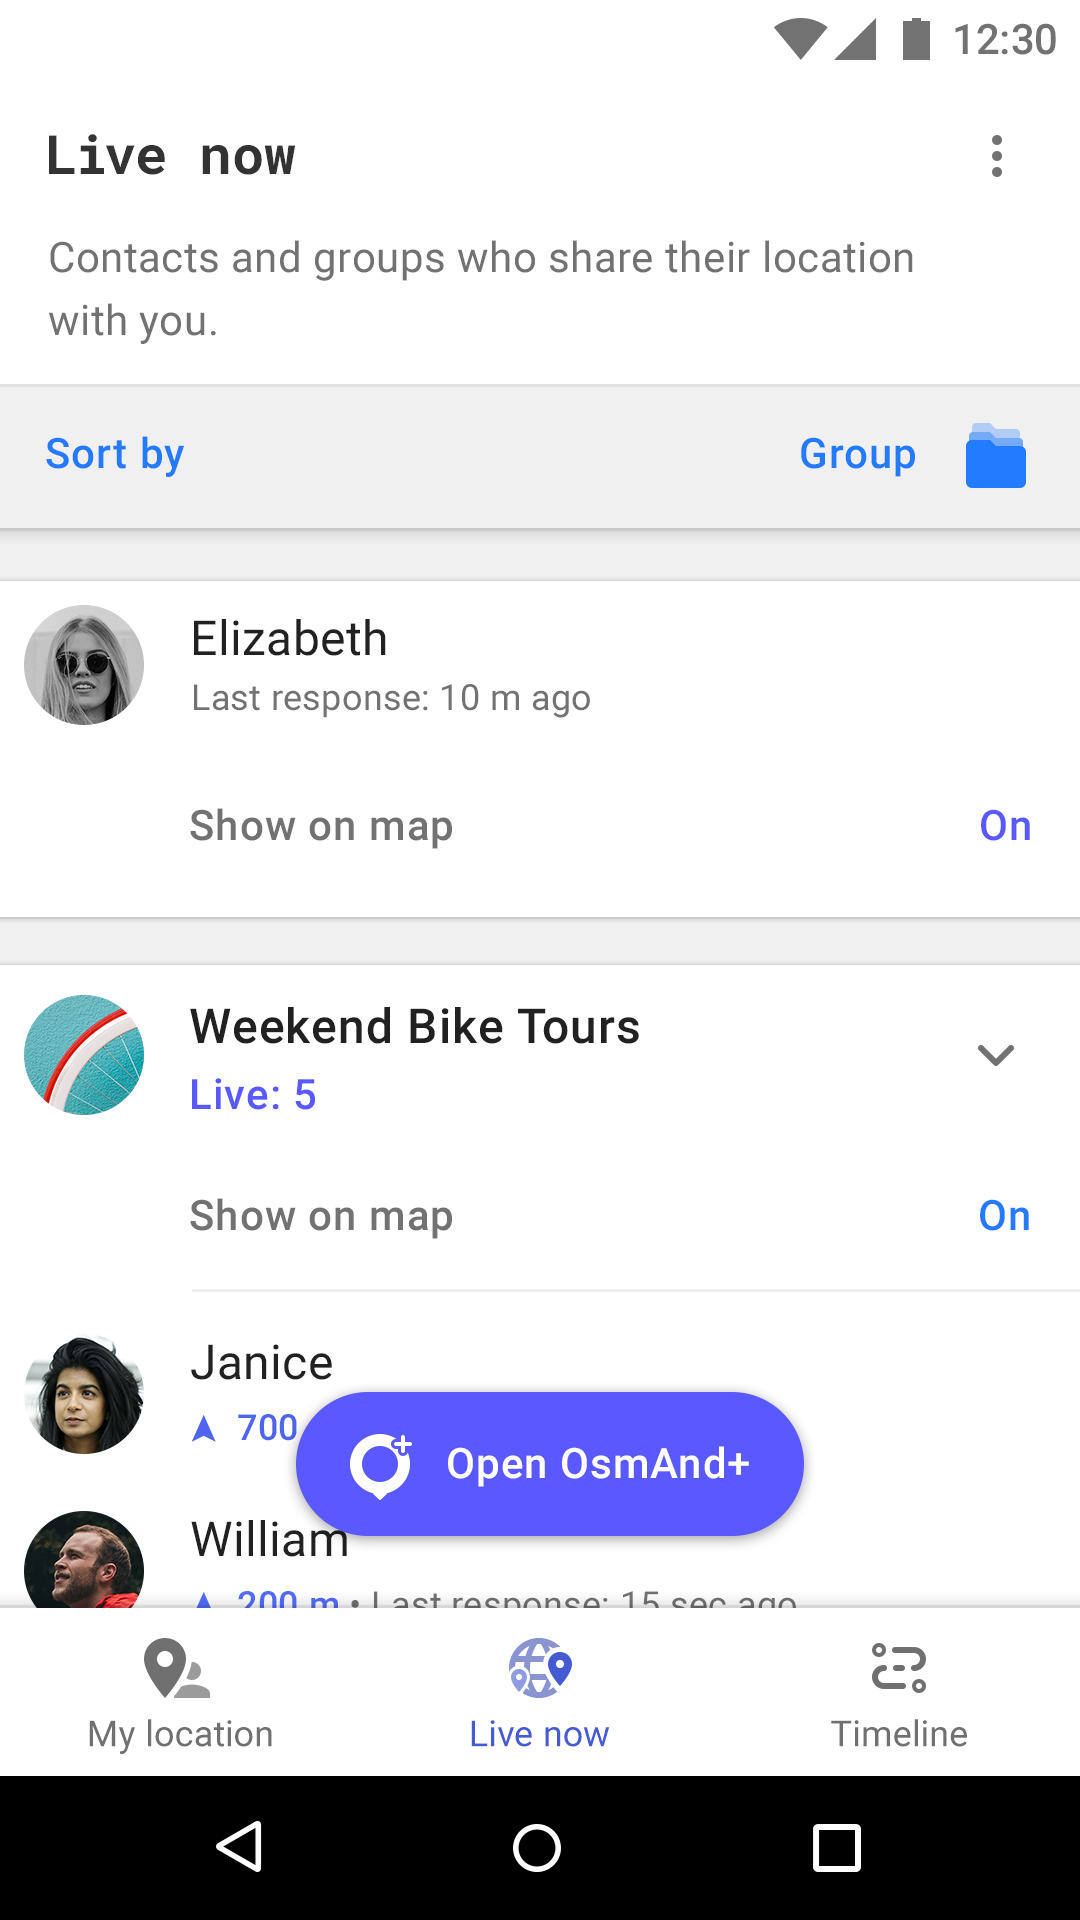 12:30
Live now
Contacts and groups who share their location
with you.
Sort by
Group
Elizabeth
Last response: 10 m ago
Show on map
On
Weekend Bike Tours
Live: 5
Show on map
On
Janice
700
Open OsmAnd+
William
200 m • Last response: 15 sec ago
My location
Live now
Timeline